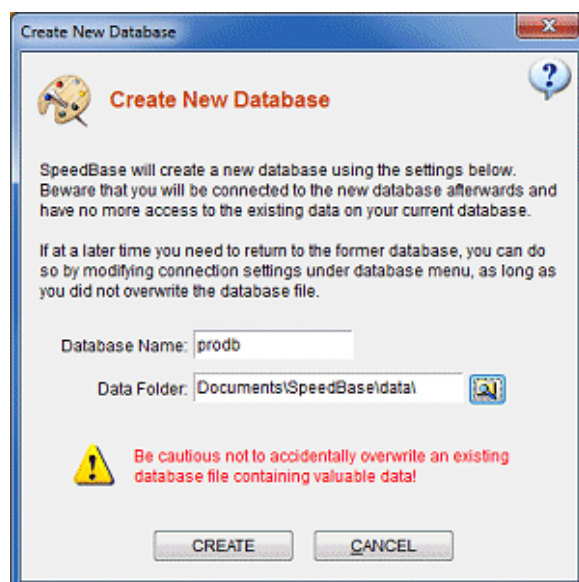 Create New Database
Create New Database
SpeedBase will create a new database using the settings below.
Beware that you will be connected to the new database afterwards and
have no more access to the existing data on your current database.
If at a later time you need to return to the former database, you can do
so by modifying connection settings under database menu, as long as
you did not overwrite the database file.
Database Name: prodb
Data Folder: Documents\SpeedBase\data\
Be cautious not to accidentally overwrite an existing
database file containing valuable data!
CREATE CANCEL